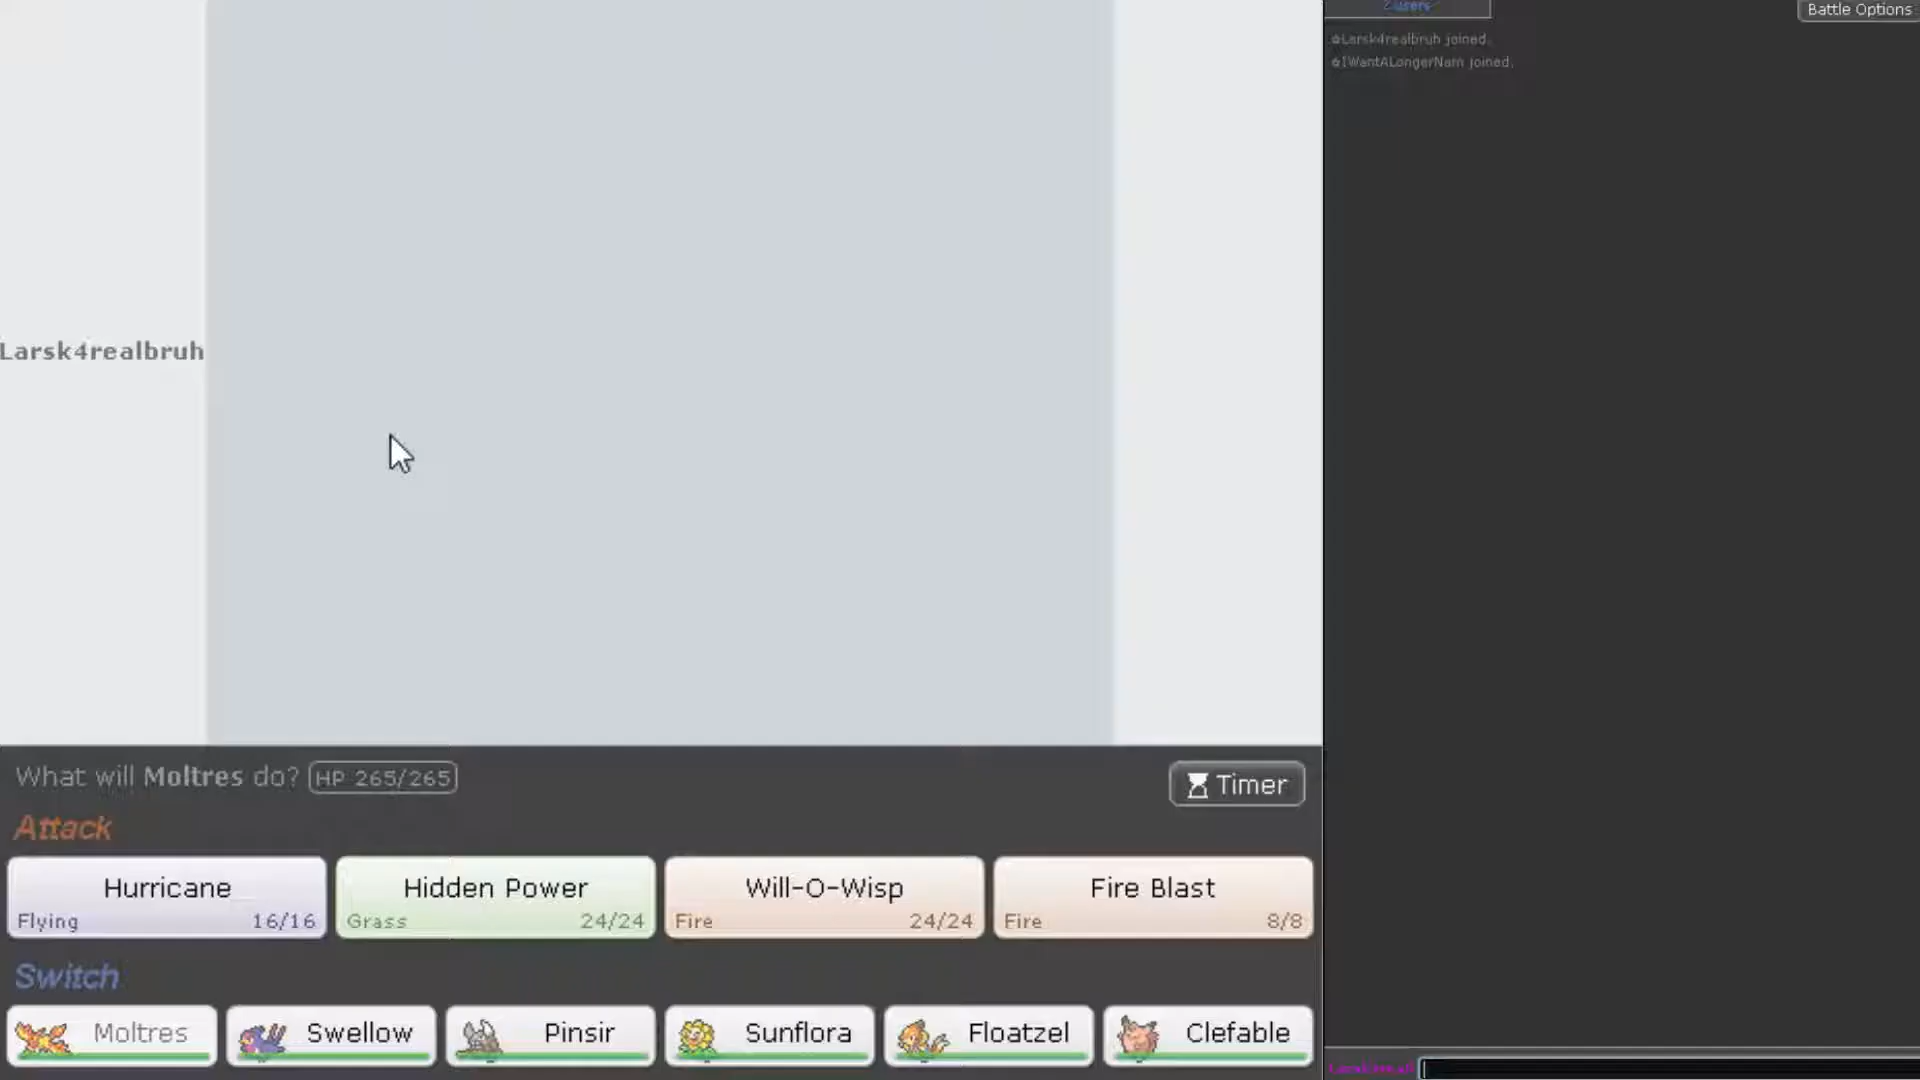 2 users
Battle Options
☆Larsk4realbruh joined.
☆IWantALongerNam joined.
Larsk4realbruh
What will Moltres do? HP 265/265
Timer
Attack
Hurricane
Flying 16/16
Hidden Power
Grass 24/24
Will-O-Wisp
Fire 24/24
Fire Blast
Fire 8/8
Switch
Moltres
Swellow
Pinsir
Sunflora
Floatzel
Clefable